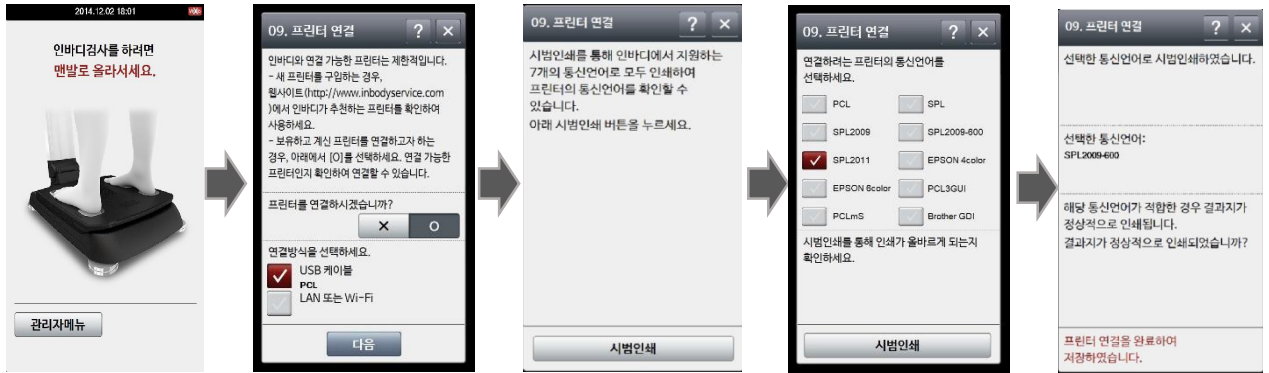 2014.12.02 18:01
인바디검사를 하려면
맨발로 올라서세요.
관리자메뉴
09. 프린터 연결
? ×
인바디와 연결 가능한 프린터는 제한적입니다.
- 새 프린터를 구입하는 경우,
웹사이트(http://www.inbodyservice.com
)에서 인바디가 추천하는 프린터를 확인하여
사용하세요.
- 보유하고 계신 프린터를 연결하고자 하는
경우, 아래에서 [O]를 선택하세요. 연결 가능한
프린터인지 확인하여 연결할 수 있습니다.
프린터를 연결하시겠습니까?
X O
연결방식을 선택하세요.
USB 케이블
PCL
LAN 또는 Wi-Fi
다음
09. 프린터 연결
? ×
시범인쇄를 통해 인바디에서 지원하는
7개의 통신언어로 모두 인쇄하여
프린터의 통신언어를 확인할 수
있습니다.
아래 시범인쇄 버튼을 누르세요.
시범인쇄
09. 프린터 연결
? ×
연결하려는 프린터의 통신언어를
선택하세요.
PCL SPL
SPL2009 SPL2009-600
SPL2011 EPSON 4color
EPSON 6color PCL3GUI
PCLmS Brother GDI
시범인쇄를 통해 인쇄가 올바르게 되는지
확인하세요.
시범인쇄
09. 프린터 연결
? ×
선택한 통신언어로 시범인쇄하였습니다.
선택한 통신언어:
SPL2009-600
해당 통신언어가 적합한 경우 결과지가
정상적으로 인쇄됩니다.
결과지가 정상적으로 인쇄되었습니까?
프린터 연결을 완료하여
저장하였습니다.